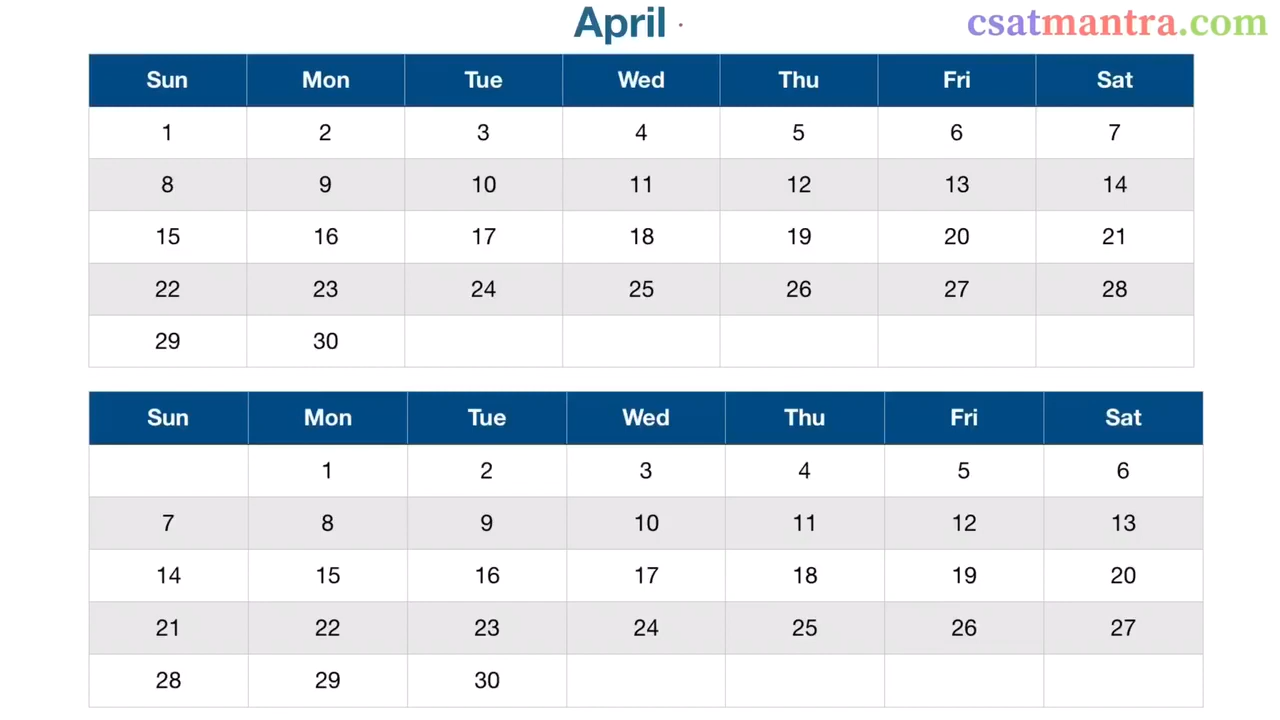 April
csatmantra.com
Sun Mon Tue Wed Thu Fri Sat
1 2 3 4 5 6 7
8 9 10 11 12 13 14
15 16 17 18 19 20 21
22 23 24 25 26 27 28
29 30
Sun Mon Tue Wed Thu Fri Sat
1 2 3 4 5 6
7 8 9 10 11 12 13
14 15 16 17 18 19 20
21 22 23 24 25 26 27
28 29 30